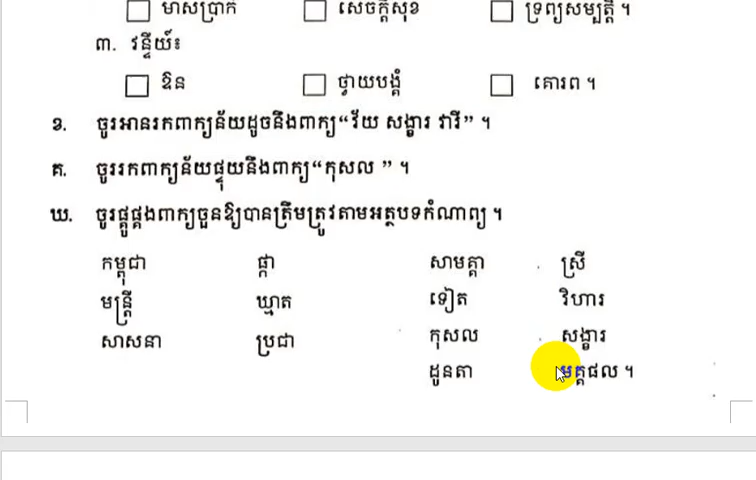 មាសប្រាក់ សេចក្ដីសុខ ទ្រព្យសម្បត្តិ ។
៣. វន្ទីយ៍៖
ឱន ថ្វាយបង្គំ គោរព ។
ខ. ចូរអានរកពាក្យន័យដូចនឹងពាក្យ“វ័យ សង្ខារ វារី” ។
គ. ចូររកពាក្យន័យផ្ទុយនឹងពាក្យ“កុសល ” ។
ឃ. ចូរផ្គូផ្គងពាក្យចួនឱ្យបានត្រឹមត្រូវតាមអត្ថបទកំណាព្យ ។
កម្ពុជា ផ្កា សាមគ្គា ស្រី
មន្ត្រី ឃ្មាត ទៀត វិហារ
សាសនា ប្រជា កុសល សង្ខារ
ដូនតា មគ្គផល ។